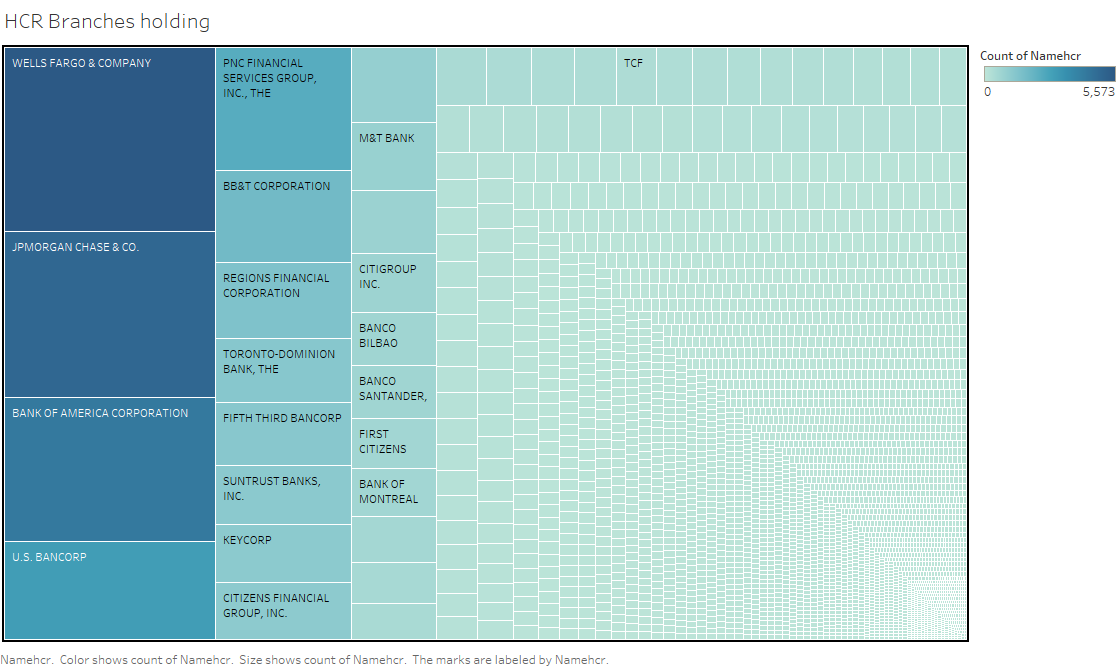 HCR Branches holding
WELLS FARGO & COMPANY
JPMORGAN CHASE & CO.
BANK OF AMERICA CORPORATION
U.S. BANCORP
PNC FINANCIAL
SERVICES GROUP,
INC., THE
BB&T CORPORATION
REGIONS FINANCIAL
CORPORATION
TORONTO-DOMINION
BANK, THE
FIFTH THIRD BANCORP
SUNTRUST BANKS,
INC.
KEYCORP
CITIZENS FINANCIAL
GROUP, INC.
M&T BANK
CITIGROUP
INC.
BANCO
BILBAO
BANCO
SANTANDER,
FIRST
CITIZENS
BANK OF
MONTREAL
TCF
Count of Namehcr
0
5,573
Namehcr. Color shows count of Namehcr. Size shows count of Namehcr. The marks are labeled by Namehcr.